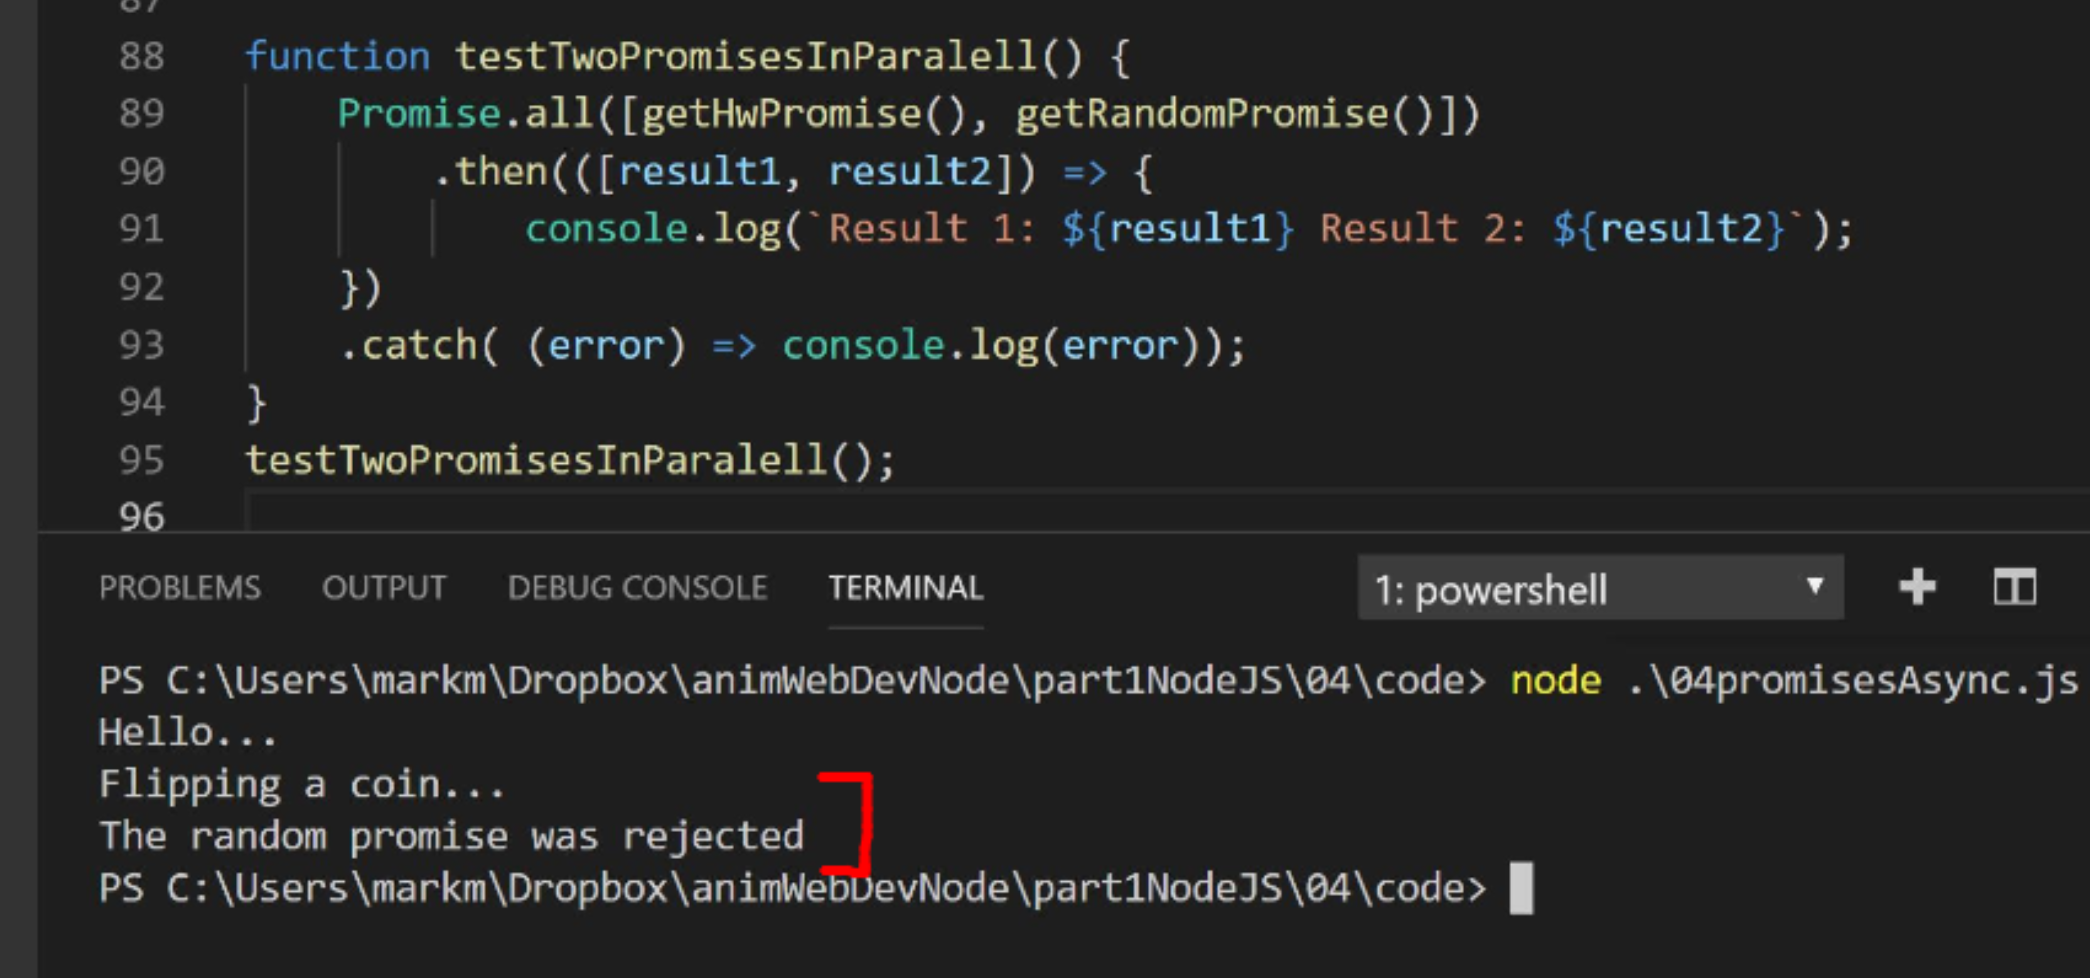 87
88 function testTwoPromisesInParalell() {
89 Promise.all([getHwPromise(), getRandomPromise()])
90 .then(([result1, result2]) => {
91 console.log(`Result 1: ${result1} Result 2: ${result2}`);
92 })
93 .catch( (error) => console.log(error));
94 }
95 testTwoPromisesInParalell();
96
PROBLEMS OUTPUT DEBUG CONSOLE TERMINAL 1: powershell
PS C:\Users\markm\Dropbox\animWebDevNode\part1NodeJS\04\code> node .\04promisesAsync.js
Hello...
Flipping a coin...
The random promise was rejected
PS C:\Users\markm\Dropbox\animWebDevNode\part1NodeJS\04\code>